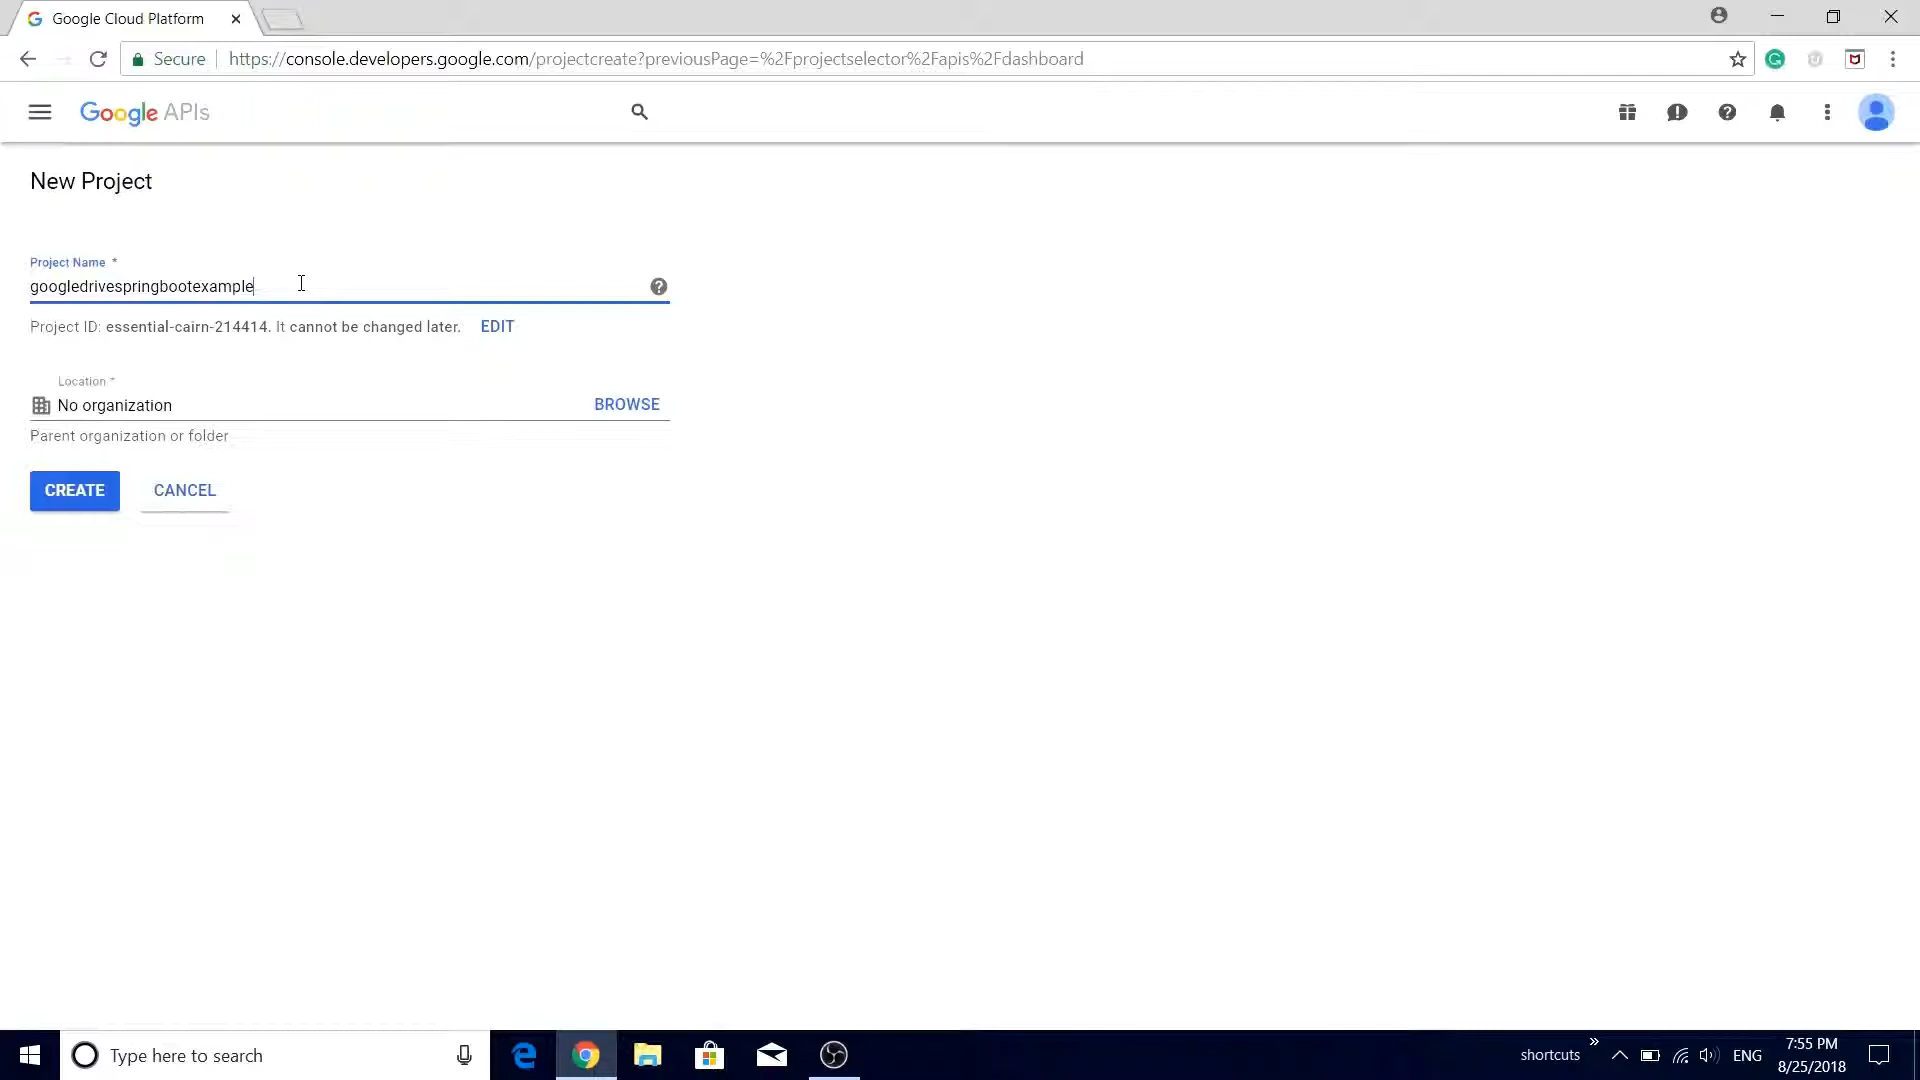 Google Cloud Platform
Secure
https://console.developers.google.com/projectcreate?previousPage=%2Fprojectselector%2Fapis%2Fdashboard
Google APIs
New Project
Project Name *
googledrivespringbootexample
Project ID: essential-cairn-214414. It cannot be changed later. EDIT
Location *
No organization BROWSE
Parent organization or folder
CREATE CANCEL
Type here to search
shortcuts
ENG
7:55 PM
8/25/2018